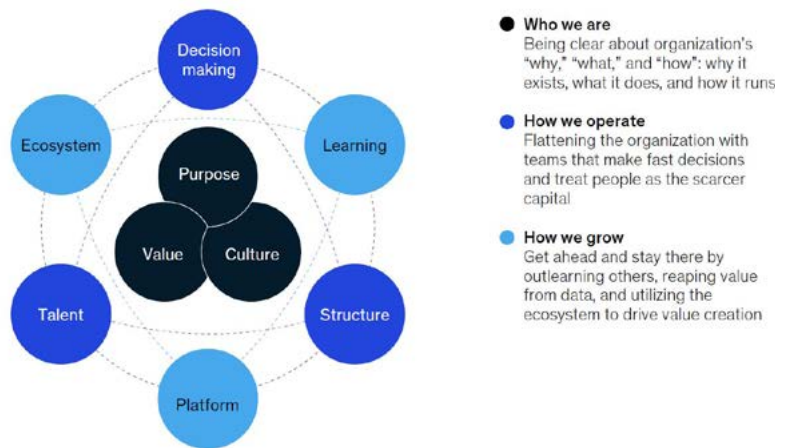 Decision
making
Ecosystem
Learning
Purpose
Value
Culture
Talent
Structure
Platform
Who we are
Being clear about organization's
“why,” “what,” and “how”: why it
exists, what it does, and how it runs
How we operate
Flattening the organization with
teams that make fast decisions
and treat people as the scarcer
capital
How we grow
Get ahead and stay there by
outlearning others, reaping value
from data, and utilizing the
ecosystem to drive value creation